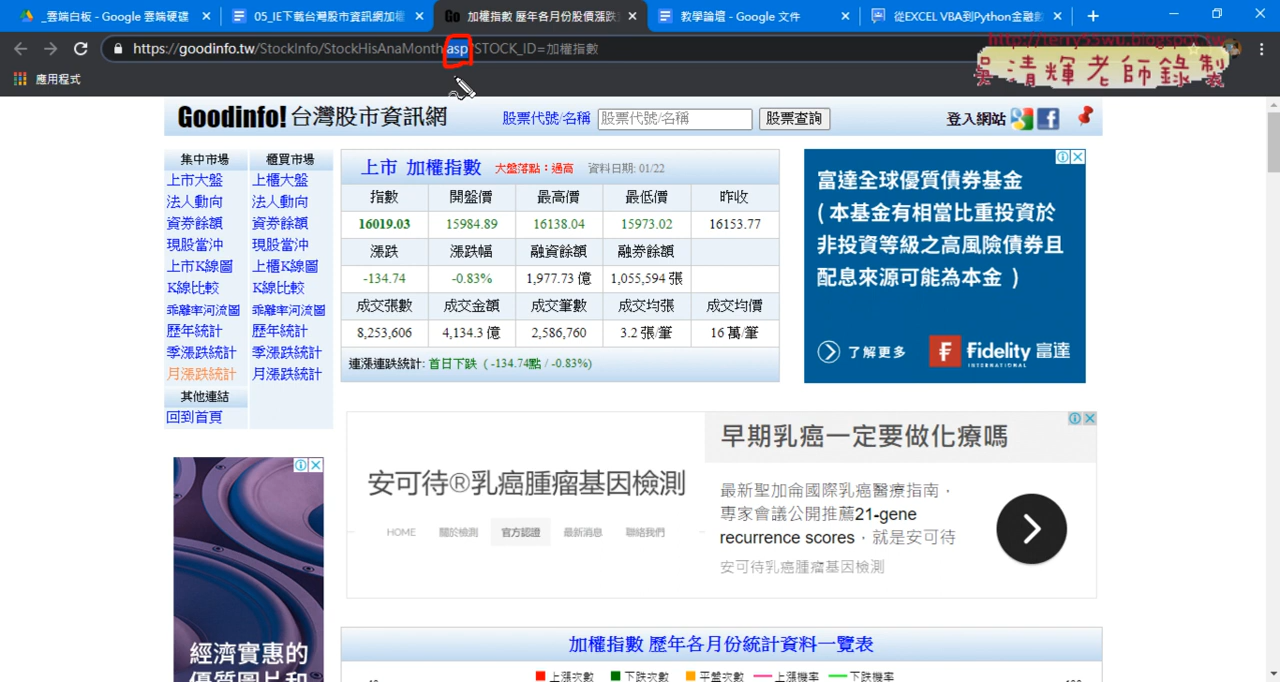 _雲端白板 - Google 雲端硬碟
05_IE下載台灣股市資訊網加權
Go 加權指數 歷年各月份股價漲跌
教學論壇 - Google 文件
從EXCEL VBA到Python金融數
https://goodinfo.tw/StockInfo/StockHisAnaMonth.asp?STOCK_ID=加權指數
http://terry55wu.blogspot.tw
吳清輝老師錄製
應用程式
Goodinfo! 台灣股市資訊網
股票代號/名稱
股票代號/名稱
股票查詢
登入網站
集中市場 櫃買市場
上市大盤 上櫃大盤
法人動向 法人動向
資券餘額 資券餘額
現股當沖 現股當沖
上市K線圖 上櫃K線圖
K線比較 K線比較
乖離率河流圖 乖離率河流圖
歷年統計 歷年統計
季漲跌統計 季漲跌統計
月漲跌統計 月漲跌統計
其他連結
回到首頁
上市 加權指數 大盤落點：過高 資料日期: 01/22
指數 開盤價 最高價 最低價 昨收
16019.03 15984.89 16138.04 15973.02 16153.77
漲跌 漲跌幅 融資餘額 融券餘額
-134.74 -0.83% 1,977.73 億 1,055,594 張
成交張數 成交金額 成交筆數 成交均張 成交均價
8,253,606 4,134.3 億 2,586,760 3.2 張/筆 16 萬/筆
連漲連跌統計: 首日下跌 ( -134.74點 / -0.83%)
富達全球優質債券基金
( 本基金有相當比重投資於
非投資等級之高風險債券且
配息來源可能為本金 )
了解更多
Fidelity 富達
INTERNATIONAL
安可待®乳癌腫瘤基因檢測
HOME 關於檢測 官方認證 最新消息 聯絡我們
早期乳癌一定要做化療嗎
最新聖加侖國際乳癌醫療指南，
專家會議公開推薦21-gene
recurrence scores，就是安可待
安可待乳癌腫瘤基因檢測
經濟實惠的
優質圖片和
加權指數 歷年各月份統計資料一覽表
上漲次數 下跌次數 平盤次數 上漲機率 下跌機率